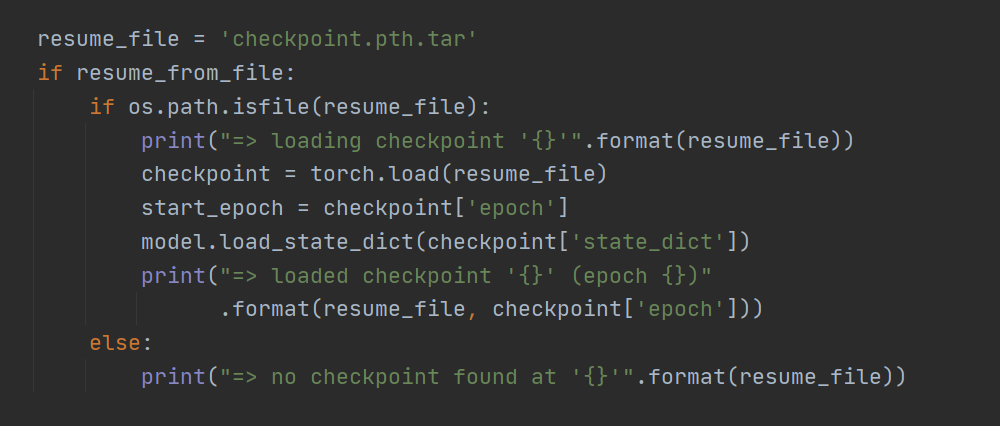 resume_file = 'checkpoint.pth.tar'
if resume_from_file:
    if os.path.isfile(resume_file):
        print("=> loading checkpoint '{}'".format(resume_file))
        checkpoint = torch.load(resume_file)
        start_epoch = checkpoint['epoch']
        model.load_state_dict(checkpoint['state_dict'])
        print("=> loaded checkpoint '{}' (epoch {})"
              .format(resume_file, checkpoint['epoch']))
    else:
        print("=> no checkpoint found at '{}'".format(resume_file))